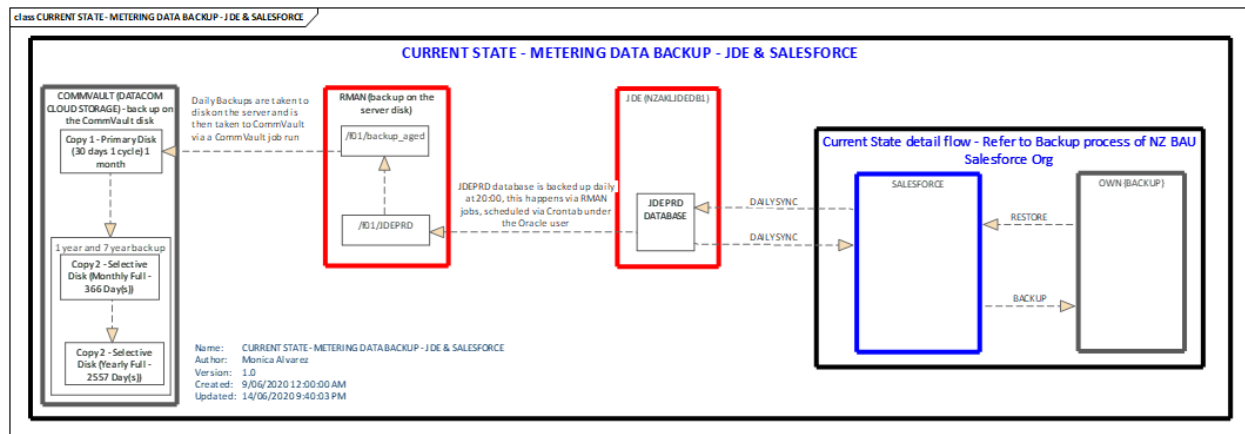 class CURRENT STATE - METERING DATA BACKUP - JDE & SALESFORCE
CURRENT STATE - METERING DATA BACKUP - JDE & SALESFORCE
COMMVAULT (DATACOM
CLOUD STORAGE) - back up on
the CommVault disk
Copy 1 - Primary Disk
(30 days 1 cycle) 1
month
1 year and 7 year backup
Copy 2 - Selective
Disk (Monthly Full -
366 Day(s))
Copy 2 - Selective
Disk (Yearly Full -
2557 Day(s))
Daily Backups are taken to
disk on the server and is
then taken to CommVault
via a CommVault job run
RMAN (backup on the
server disk)
/f01/backup_aged
/f01/JDEPRD
JDEPRD database is backed up daily
at 20:00, this happens via RMAN
jobs, scheduled via Crontab under
the Oracle user
JDE (NZAKLJDEDB1)
JDEPRD
DATABASE
DAILY SYNC
DAILY SYNC
Current State detail flow - Refer to Backup process of NZ BAU
Salesforce Org
SALESFORCE
OWN (BACKUP)
RESTORE
BACKUP
Name: CURRENT STATE - METERING DATA BACKUP - JDE & SALESFORCE
Author: Monica Alvarez
Version: 1.0
Created: 9/06/2020 12:00:00 AM
Updated: 14/06/2020 9:40:03 PM